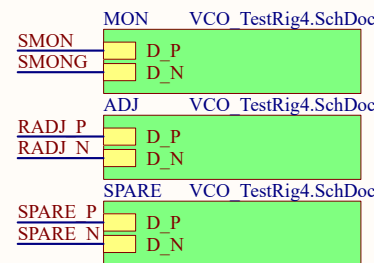 MON VCO_TestRig4.SchDoc
SMON D_P
SMONG D_N
ADJ VCO_TestRig4.SchDoc
RADJ_P D_P
RADJ_N D_N
SPARE VCO_TestRig4.SchDoc
SPARE_P D_P
SPARE_N D_N